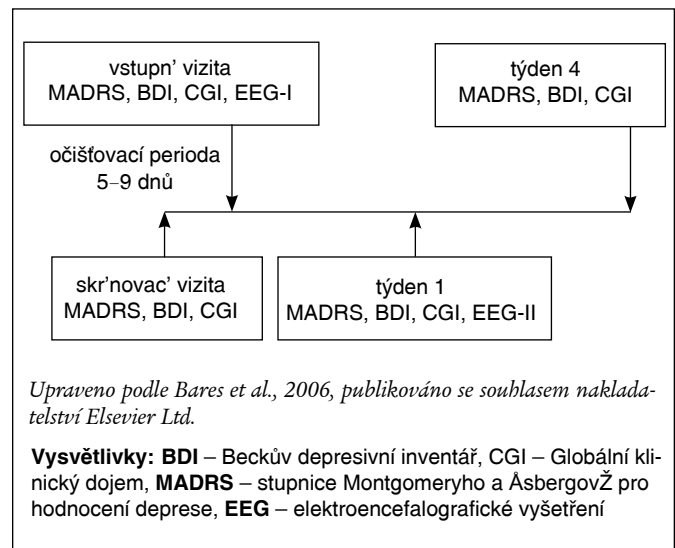 vstupn’ vizita
MADRS, BDI, CGI, EEG-I
týden 4
MADRS, BDI, CGI
očišťovací perioda
5–9 dnů
skr’novac’ vizita
MADRS, BDI, CGI
týden 1
MADRS, BDI, CGI, EEG-II
Upraveno podle Bares et al., 2006, publikováno se souhlasem naklada-
telství Elsevier Ltd.
Vysvětlivky: BDI – Beckův depresivní inventář, CGI – Globální kli-
nický dojem, MADRS – stupnice Montgomeryho a ÅsbergovŽ pro
hodnocení deprese, EEG – elektroencefalografické vyšetření